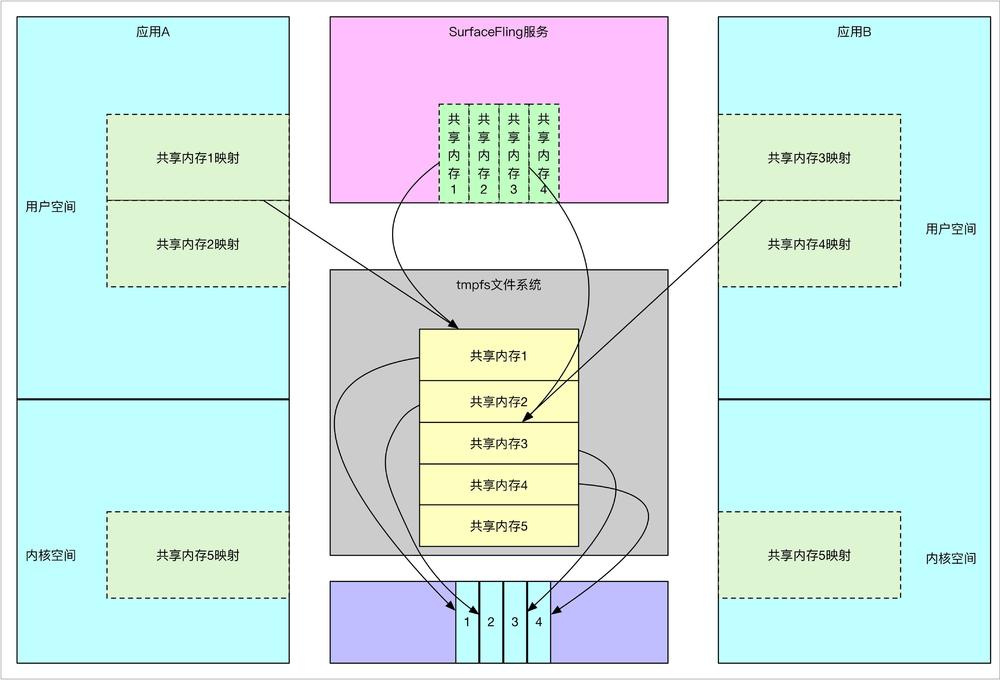 应用A
共享内存1映射
用户空间
共享内存2映射
内核空间
共享内存5映射
SurfaceFling服务
共享内存1
共享内存2
共享内存3
共享内存4
tmpfs文件系统
共享内存1
共享内存2
共享内存3
共享内存4
共享内存5
1
2
3
4
应用B
共享内存3映射
用户空间
共享内存4映射
共享内存5映射
内核空间